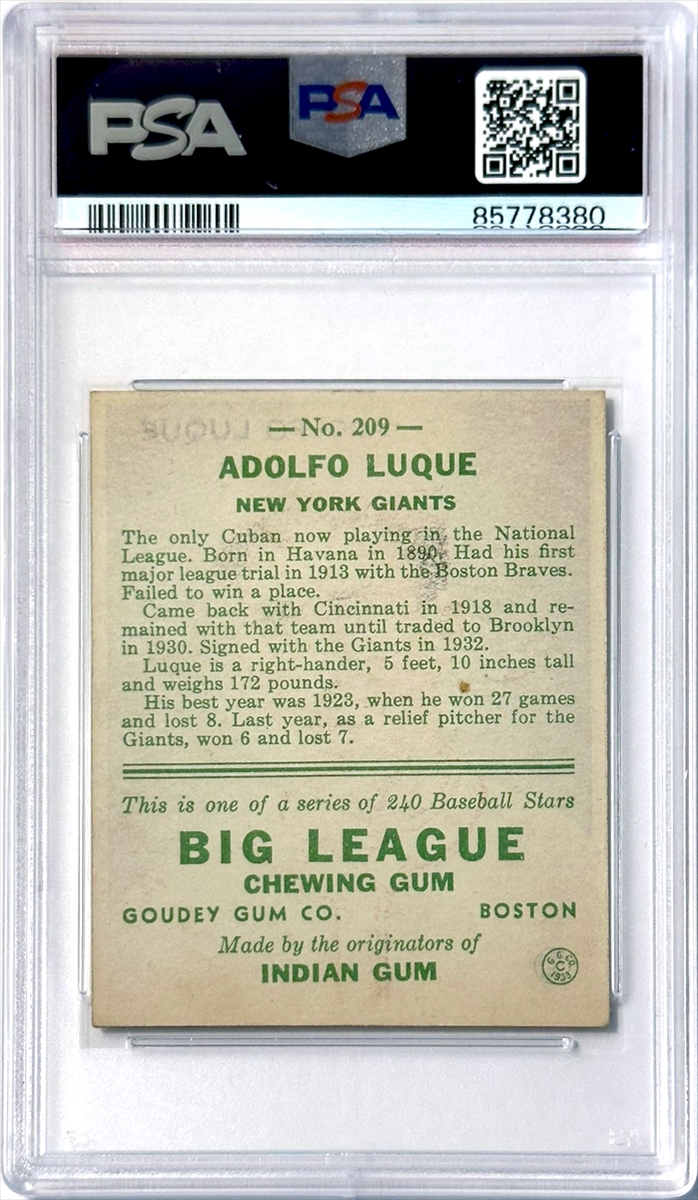 PSA
PSA
85778380
— No. 209 —
ADOLFO LUQUE
NEW YORK GIANTS
The only Cuban now playing in the National
League. Born in Havana in 1890. Had his first
major league trial in 1913 with the Boston Braves.
Failed to win a place.
Came back with Cincinnati in 1918 and re-
mained with that team until traded to Brooklyn
in 1930. Signed with the Giants in 1932.
Luque is a right-hander, 5 feet, 10 inches tall
and weighs 172 pounds.
His best year was 1923, when he won 27 games
and lost 8. Last year, as a relief pitcher for the
Giants, won 6 and lost 7.
This is one of a series of 240 Baseball Stars
BIG LEAGUE
CHEWING GUM
GOUDEY GUM CO. BOSTON
Made by the originators of
INDIAN GUM
G. G. CO.
C
1933